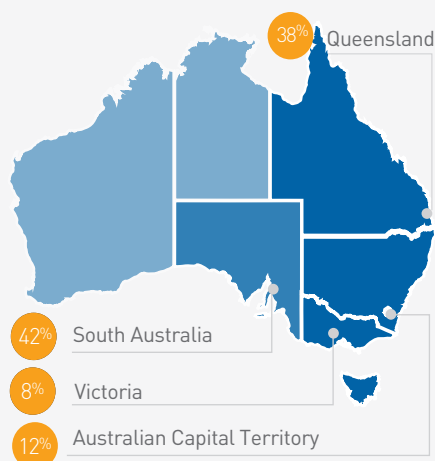 38% Queensland
42% South Australia
8% Victoria
12% Australian Capital Territory